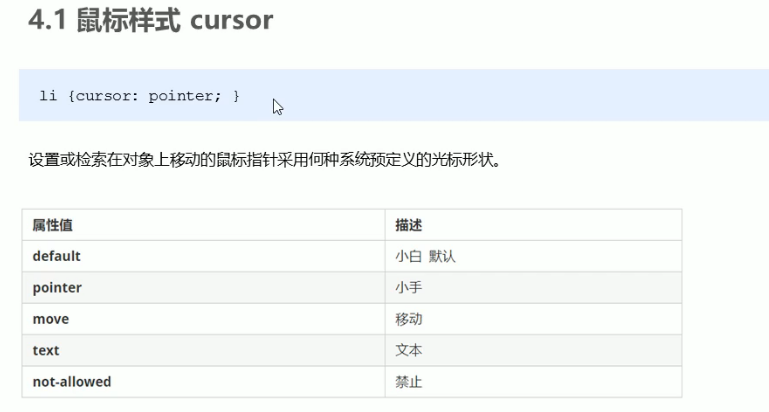 4.1 鼠标样式 cursor
li {cursor: pointer; }
设置或检索在对象上移动的鼠标指针采用何种系统预定义的光标形状。
属性值 描述
default 小白 默认
pointer 小手
move 移动
text 文本
not-allowed 禁止